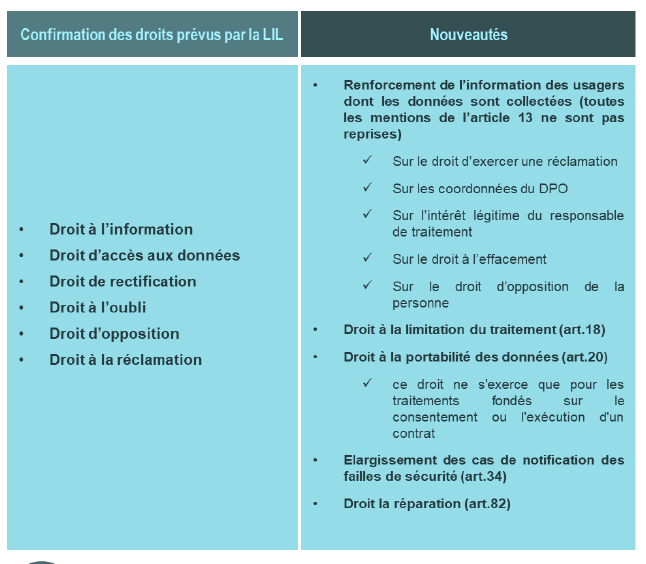 Confirmation des droits prévus par la LIL
Nouveautés
• Droit à l’information
• Droit d’accès aux données
• Droit de rectification
• Droit à l’oubli
• Droit d’opposition
• Droit à la réclamation
• Renforcement de l’information des usagers
dont les données sont collectées (toutes
les mentions de l’article 13 ne sont pas
reprises)
✓ Sur le droit d’exercer une réclamation
✓ Sur les coordonnées du DPO
✓ Sur l’intérêt légitime du responsable
de traitement
✓ Sur le droit à l’effacement
✓ Sur le droit d’opposition de la
personne
• Droit à la limitation du traitement (art.18)
• Droit à la portabilité des données (art.20)
✓ ce droit ne s'exerce que pour les
traitements fondés sur le
consentement ou l'exécution d'un
contrat
• Elargissement des cas de notification des
failles de sécurité (art.34)
• Droit la réparation (art.82)